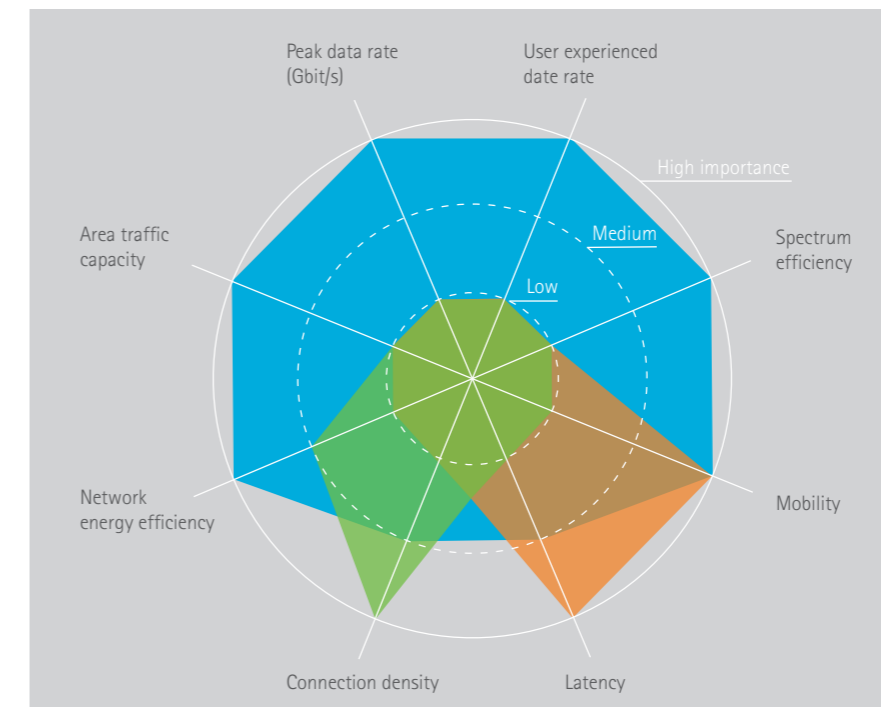 Peak data rate
(Gbit/s)
User experienced
date rate
High importance
Medium
Low
Area traffic
capacity
Spectrum
efficiency
Network
energy efficiency
Mobility
Connection density
Latency